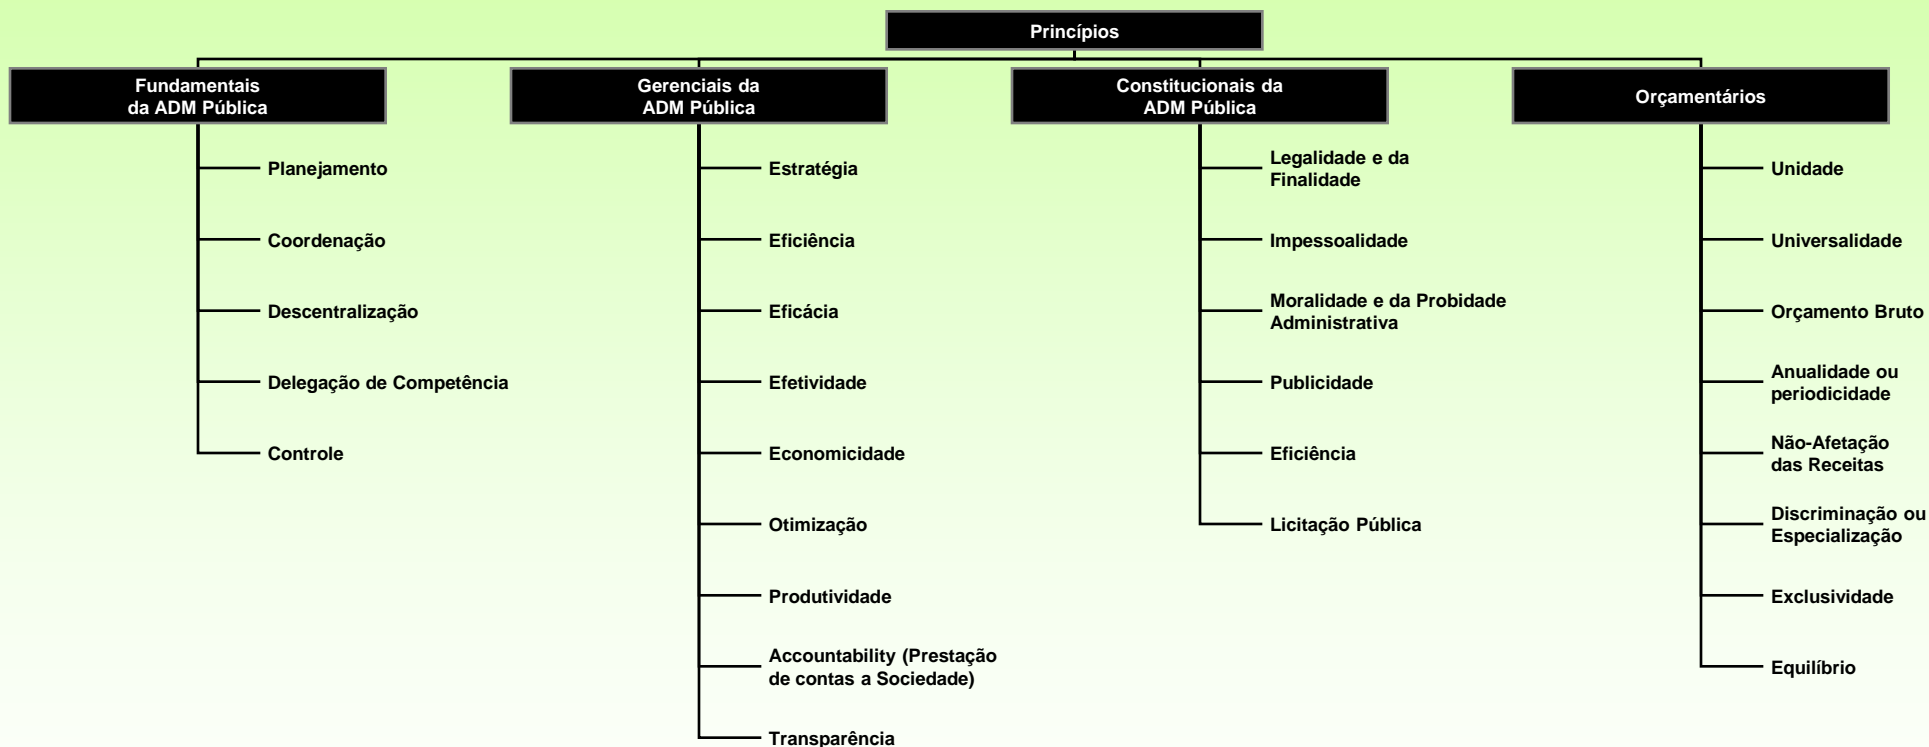 Princípios
Fundamentais
da ADM Pública
Planejamento
Coordenação
Descentralização
Delegação de Competência
Controle
Gerenciais da
ADM Pública
Estratégia
Eficiência
Eficácia
Efetividade
Economicidade
Otimização
Produtividade
Accountability (Prestação
de contas a Sociedade)
Transparência
Constitucionais da
ADM Pública
Legalidade e da
Finalidade
Impessoalidade
Moralidade e da Probidade
Administrativa
Publicidade
Eficiência
Licitação Pública
Orçamentários
Unidade
Universalidade
Orçamento Bruto
Anualidade ou
periodicidade
Não-Afetação
das Receitas
Discriminação ou
Especialização
Exclusividade
Equilíbrio